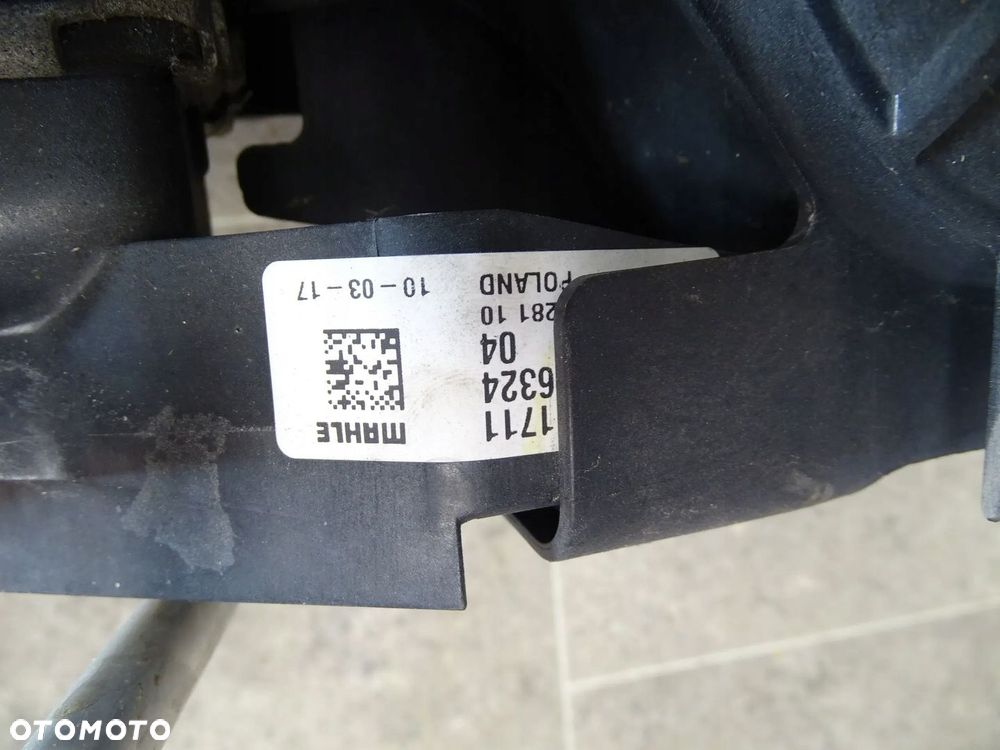 1711 MAHLE
6324
04
281 10
POLAND 10-03-17
OTOMOTO